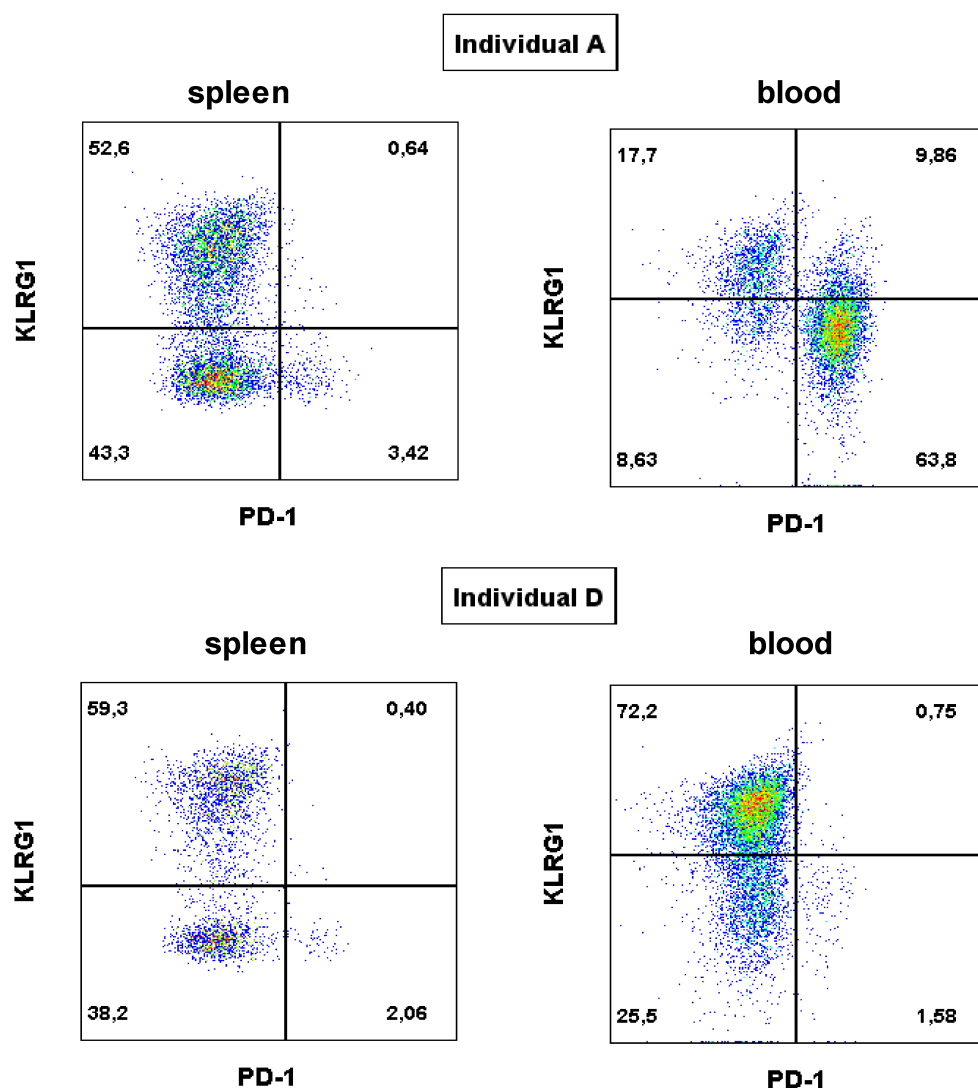 Individual A
spleen
blood
52,6
0,64
17,7
9,86
KLRG1
KLRG1
43,3
3,42
8,63
63,8
PD-1
PD-1
Individual D
spleen
blood
59,3
0,40
72,2
0,75
KLRG1
KLRG1
38,2
2,06
25,5
1,58
PD-1
PD-1